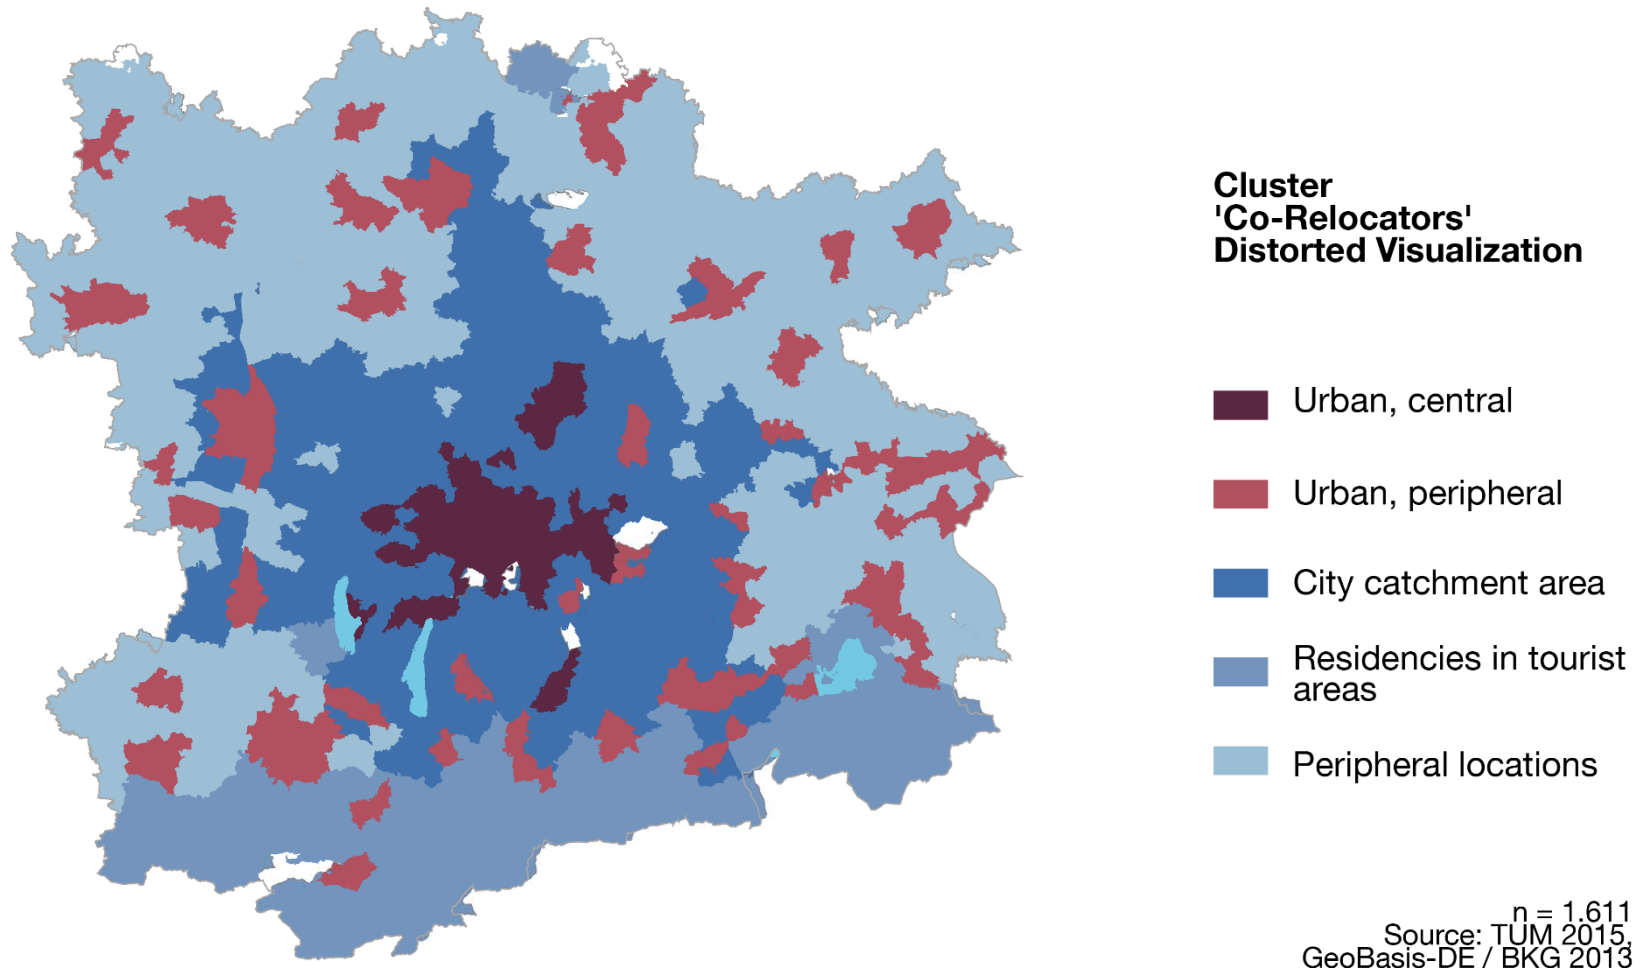 Cluster
'Co-Relocators'
Distorted Visualization
Urban, central
Urban, peripheral
City catchment area
Residencies in tourist
areas
Peripheral locations
n = 1.611
Source: TUM 2015,
GeoBasis-DE / BKG 2013